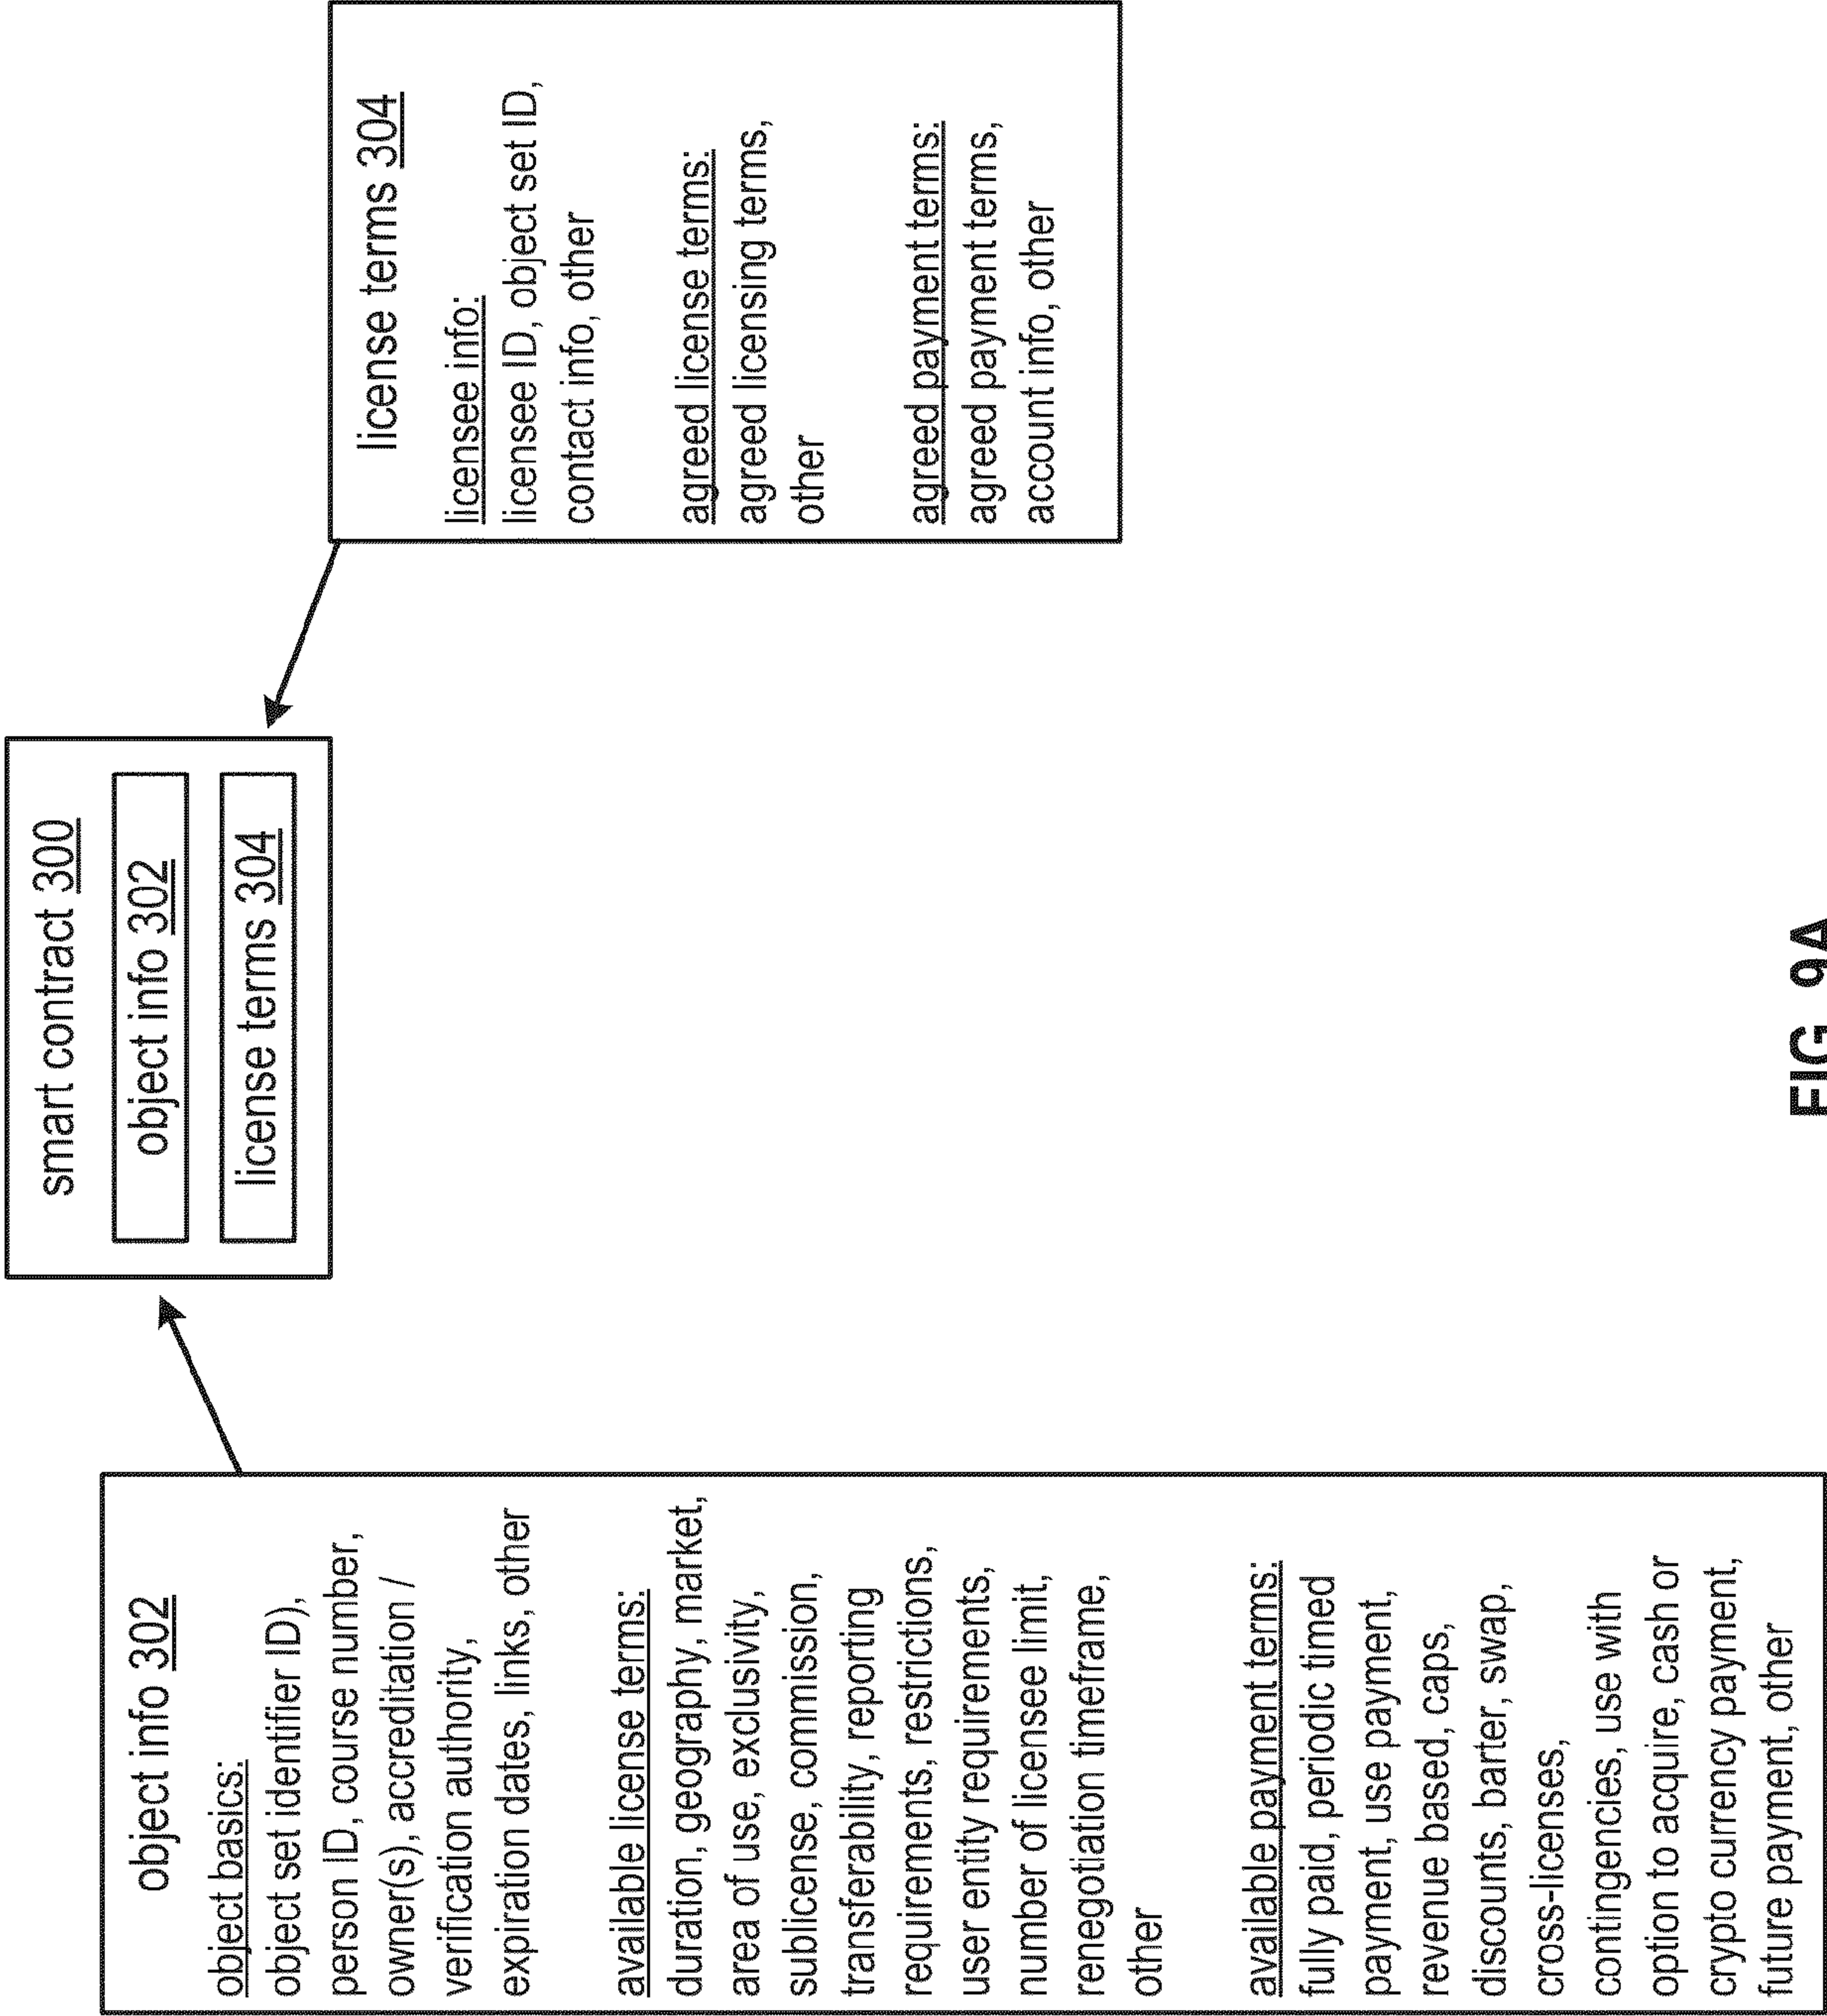 smart contract 300
object info 302
license terms 304
object info 302
object basics:
object set identifier ID),
person ID, course number,
owner(s), accreditation /
verification authority,
expiration dates, links, other
available license terms:
duration, geography, market,
area of use, exclusivity,
sublicense, commission,
transferability, reporting
requirements, restrictions,
user entity requirements,
number of licensee limit,
renegotiation timeframe,
other
available payment terms:
fully paid, periodic timed
payment, use payment,
revenue based, caps,
discounts, barter, swap,
cross-licenses,
contingencies, use with
option to acquire, cash or
crypto currency payment,
future payment, other
license terms 304
licensee info:
licensee ID, object set ID,
contact info, other
agreed license terms:
agreed licensing terms,
other
agreed payment terms:
agreed payment terms,
account info, other
FIG. 9A